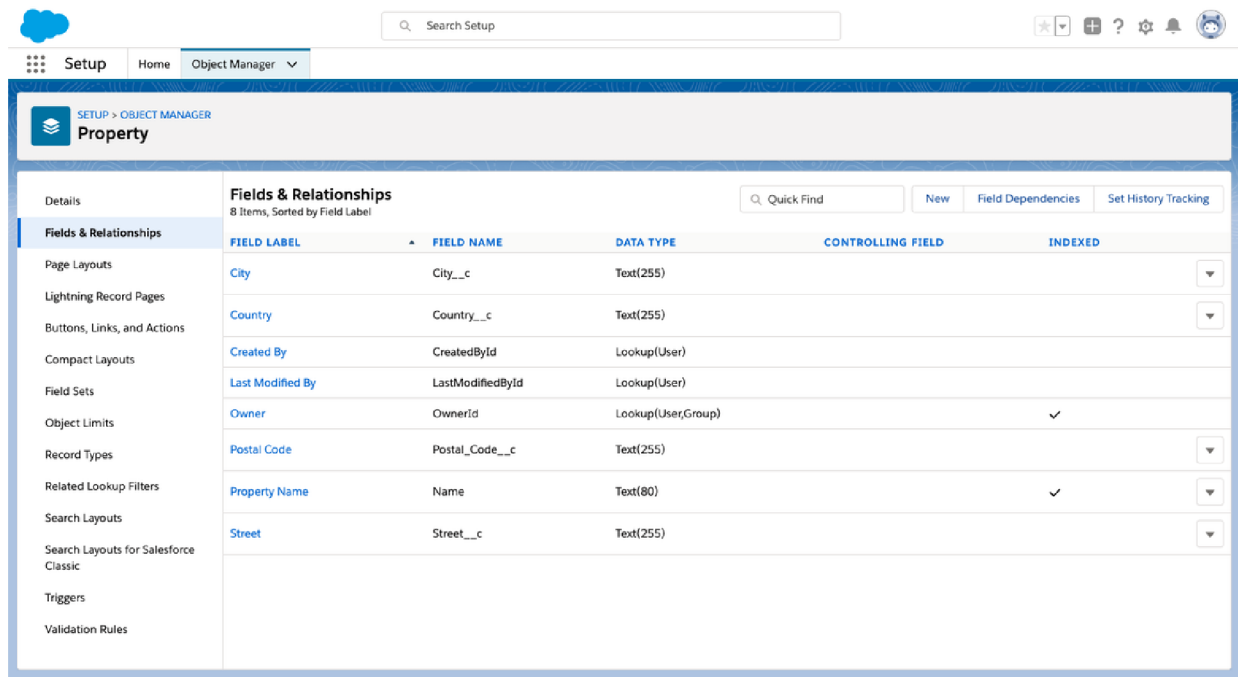 Search Setup
Setup
Home
Object Manager
SETUP > OBJECT MANAGER
Property
Details
Fields & Relationships
Page Layouts
Lightning Record Pages
Buttons, Links, and Actions
Compact Layouts
Field Sets
Object Limits
Record Types
Related Lookup Filters
Search Layouts
Search Layouts for Salesforce
Classic
Triggers
Validation Rules
Fields & Relationships
8 Items, Sorted by Field Label
Quick Find
New
Field Dependencies
Set History Tracking
FIELD LABEL FIELD NAME DATA TYPE CONTROLLING FIELD INDEXED
City City__c Text(255)
Country Country__c Text(255)
Created By CreatedById Lookup(User)
Last Modified By LastModifiedById Lookup(User)
Owner OwnerId Lookup(User,Group)
Postal Code Postal_Code__c Text(255)
Property Name Name Text(80)
Street Street__c Text(255)